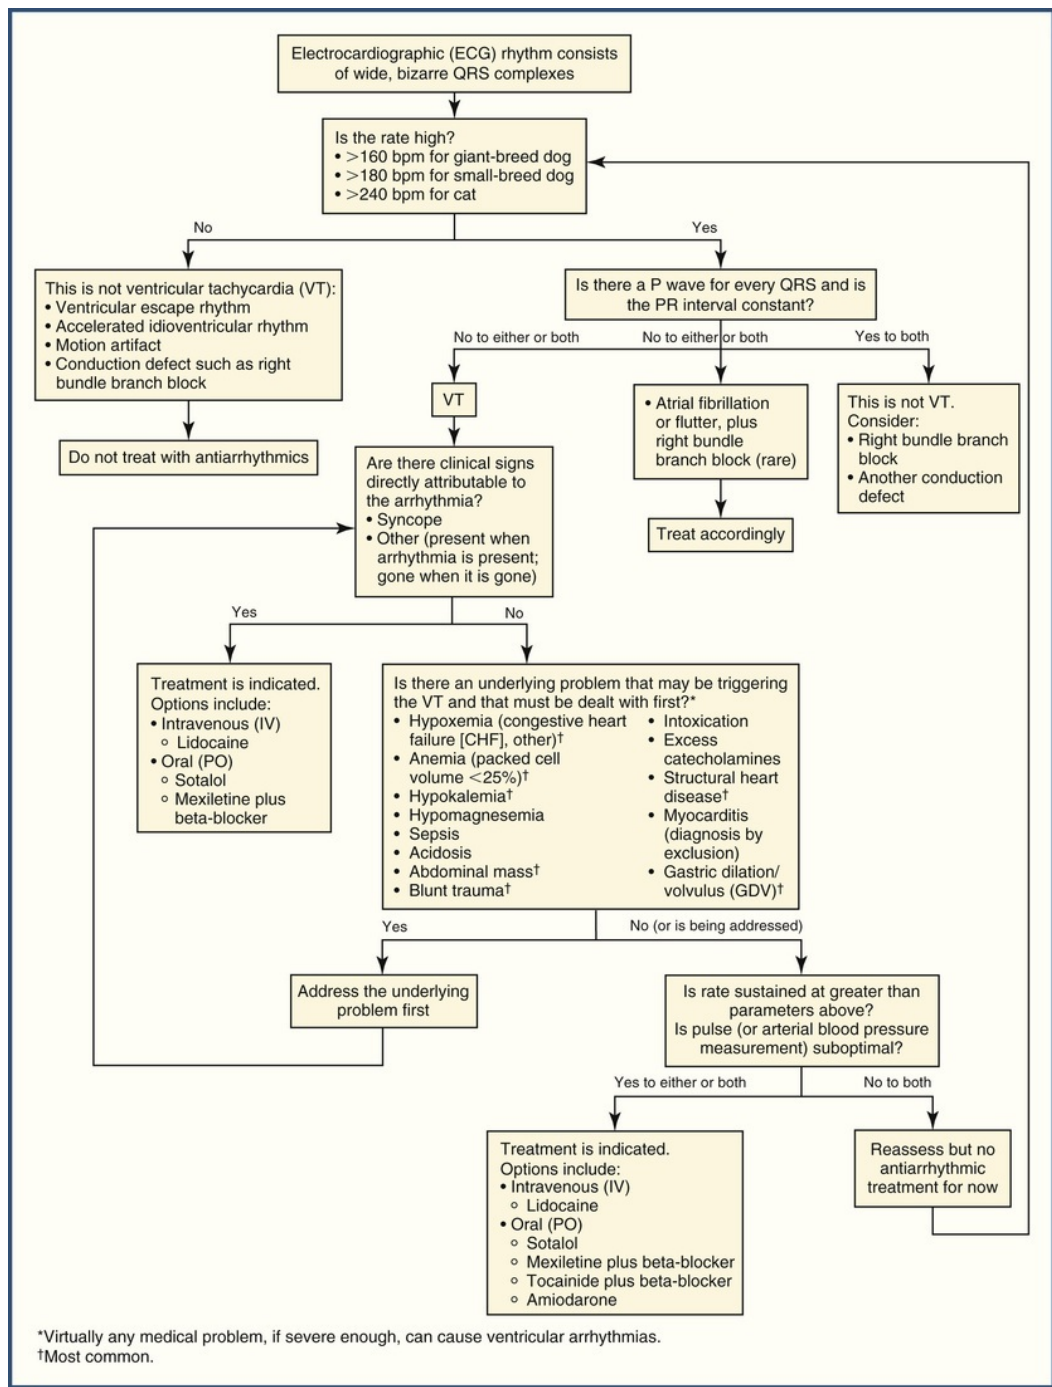 Electrocardiographic (ECG) rhythm consists
of wide, bizarre QRS complexes
Is the rate high?
• >160 bpm for giant-breed dog
• >180 bpm for small-breed dog
• >240 bpm for cat
No
Yes
This is not ventricular tachycardia (VT):
• Ventricular escape rhythm
• Accelerated idioventricular rhythm
• Motion artifact
• Conduction defect such as right
bundle branch block
Do not treat with antiarrhythmics
Is there a P wave for every QRS and is
the PR interval constant?
No to either or both
No to either or both
Yes to both
VT
• Atrial fibrillation
or flutter, plus
right bundle
branch block (rare)
Treat accordingly
This is not VT.
Consider:
• Right bundle branch
block
• Another conduction
defect
Are there clinical signs
directly attributable to
the arrhythmia?
• Syncope
• Other (present when
arrhythmia is present;
gone when it is gone)
Yes
No
Treatment is indicated.
Options include:
• Intravenous (IV)
○ Lidocaine
• Oral (PO)
○ Sotalol
○ Mexiletine plus
beta-blocker
Is there an underlying problem that may be triggering
the VT and that must be dealt with first?*
• Hypoxemia (congestive heart
failure [CHF], other)†
• Anemia (packed cell
volume <25%)†
• Hypokalemia†
• Hypomagnesemia
• Sepsis
• Acidosis
• Abdominal mass†
• Blunt trauma†
• Intoxication
• Excess
catecholamines
• Structural heart
disease†
• Myocarditis
(diagnosis by
exclusion)
• Gastric dilation/
volvulus (GDV)†
Yes
No (or is being addressed)
Address the underlying
problem first
Is rate sustained at greater than
parameters above?
Is pulse (or arterial blood pressure
measurement) suboptimal?
Yes to either or both
No to both
Treatment is indicated.
Options include:
• Intravenous (IV)
○ Lidocaine
• Oral (PO)
○ Sotalol
○ Mexiletine plus beta-blocker
○ Tocainide plus beta-blocker
○ Amiodarone
Reassess but no
antiarrhythmic
treatment for now
*Virtually any medical problem, if severe enough, can cause ventricular arrhythmias.
†Most common.